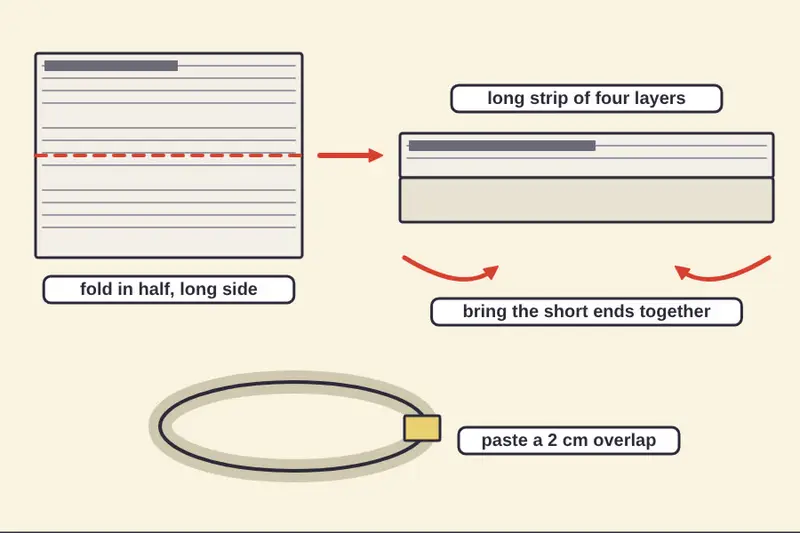 long strip of four layers
fold in half, long side
bring the short ends together
paste a 2 cm overlap